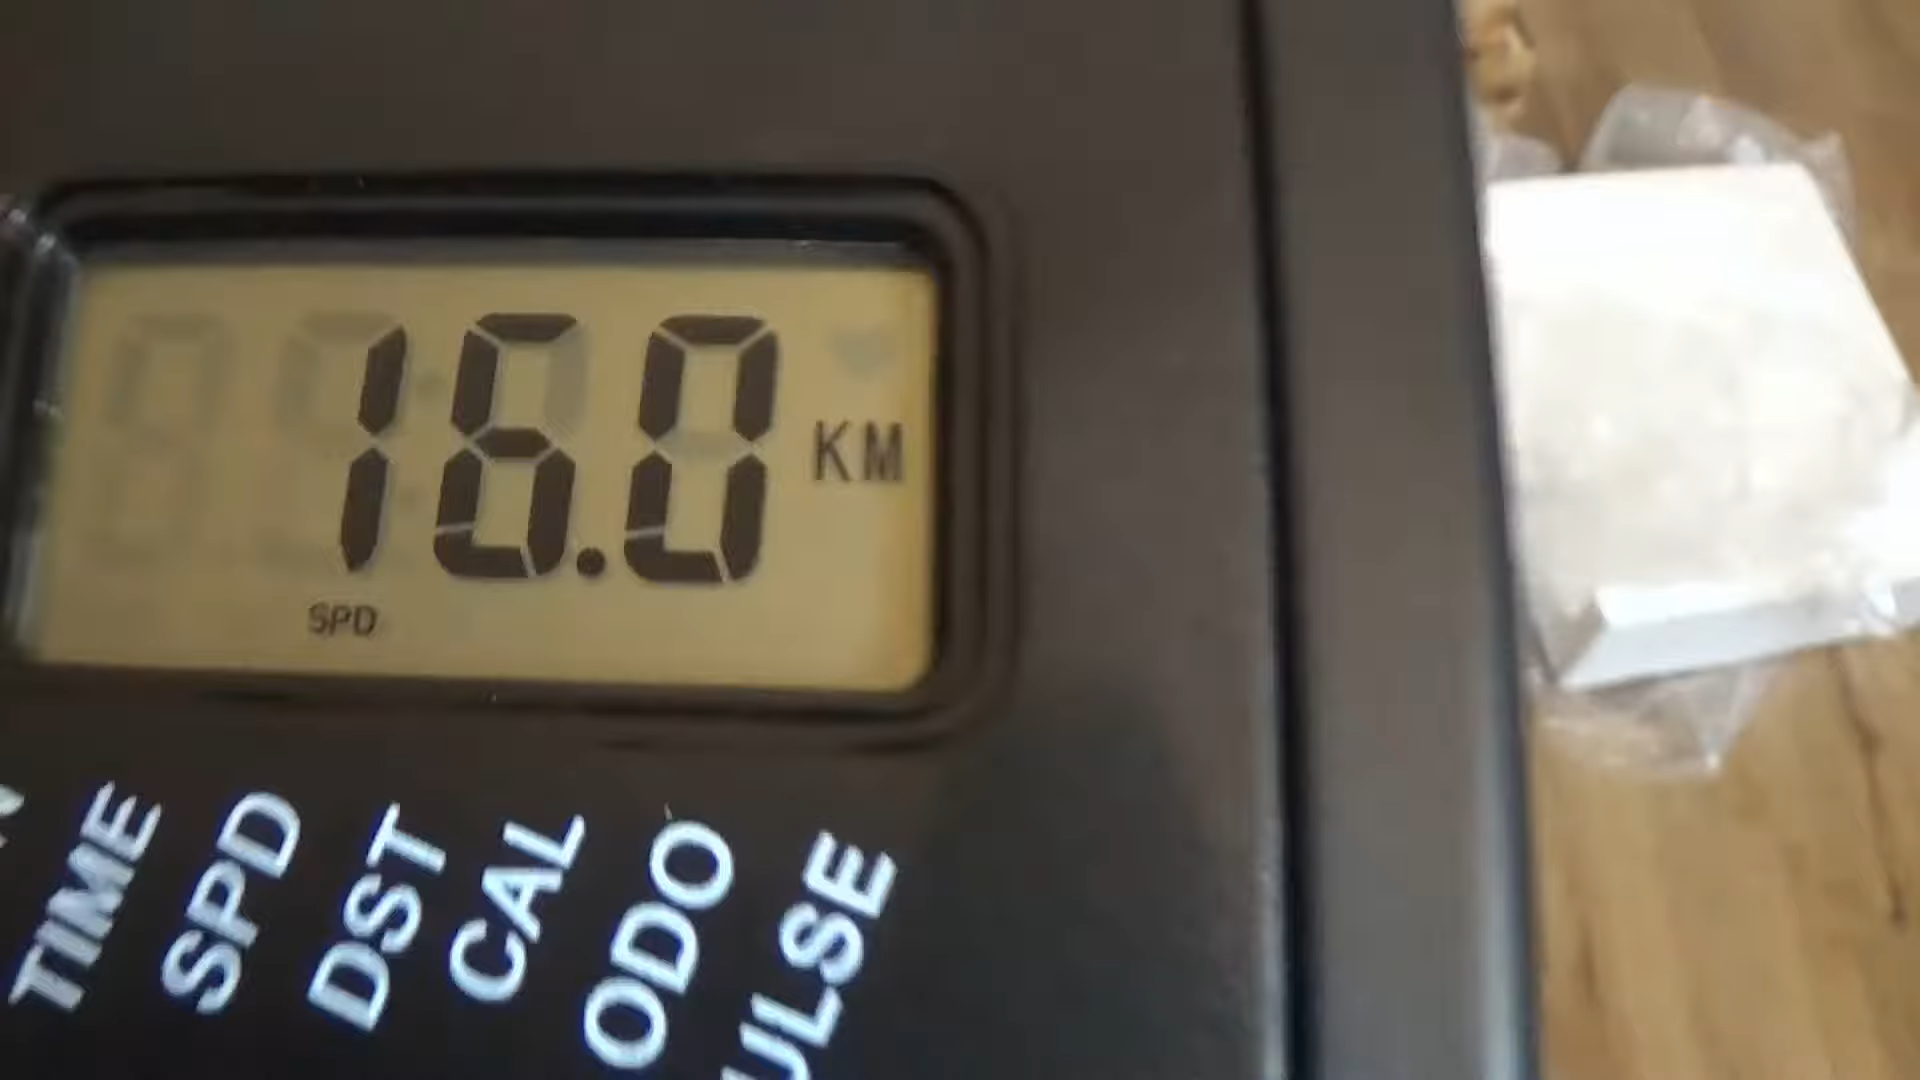 16.0 KM
SPD
TIME
SPD
DST
CAL
ODO